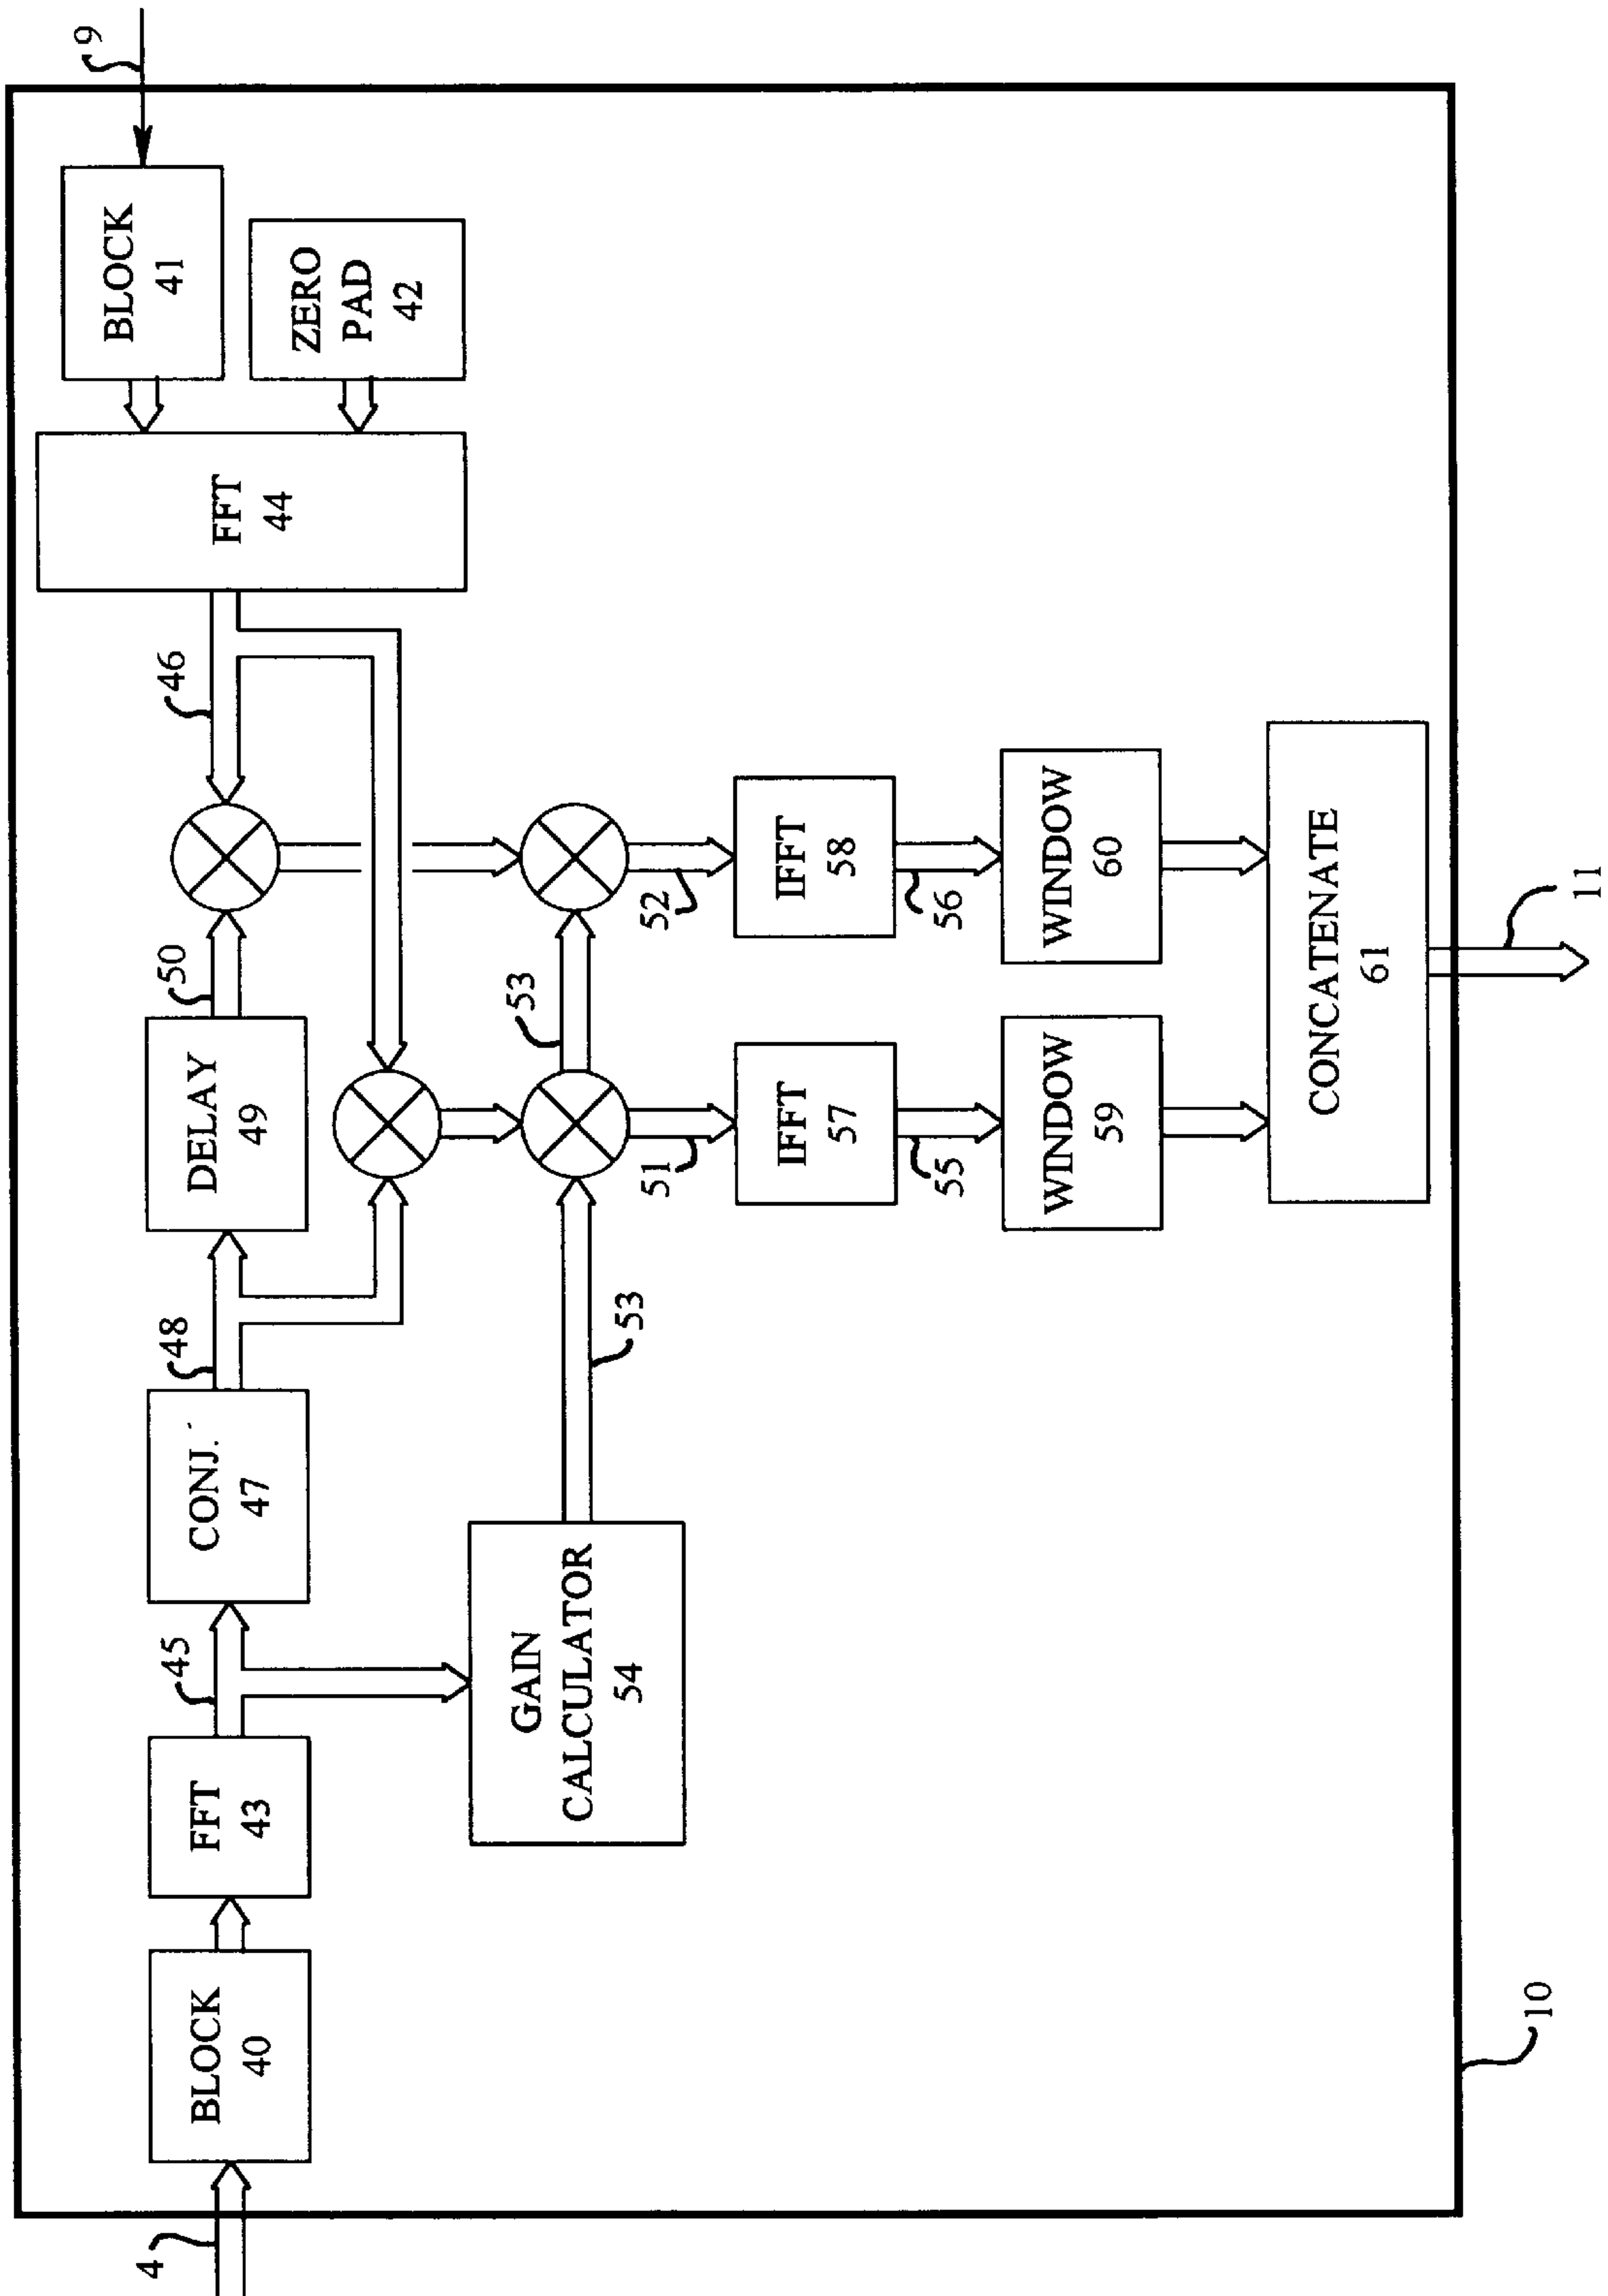 4
BLOCK
40
FFT
43
45
CONJ.
47
48
DELAY
49
50
46
FFT
44
BLOCK
41
9
ZERO
PAD
42
GAIN
CALCULATOR
54
53
53
51
52
IFFT
57
IFFT
58
55
56
WINDOW
59
WINDOW
60
CONCATENATE
61
10
11